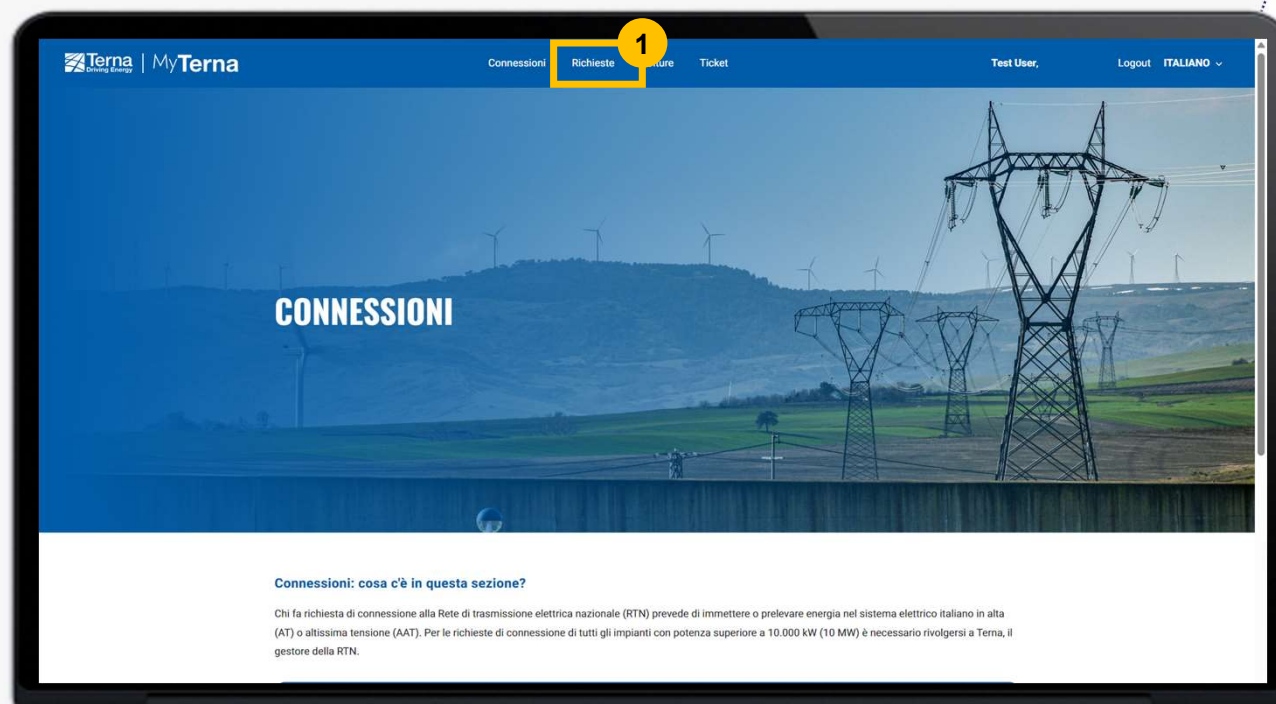 Terna
Driving Energy
MyTerna
Connessioni Richieste Ticket
1
Test User, Logout ITALIANO
CONNESSIONI
Connessioni: cosa c'è in questa sezione?
Chi fa richiesta di connessione alla Rete di trasmissione elettrica nazionale (RTN) prevede di immettere o prelevare energia nel sistema elettrico italiano in alta
(AT) o altissima tensione (AAT). Per le richieste di connessione di tutti gli impianti con potenza superiore a 10.000 kW (10 MW) è necessario rivolgersi a Terna, il
gestore della RTN.